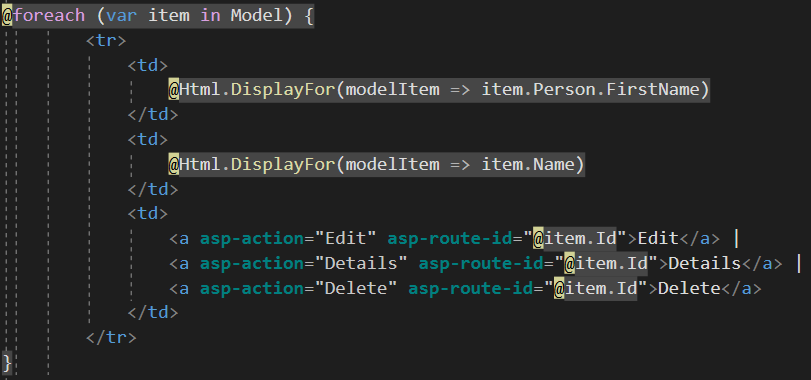 @foreach (var item in Model) {
<tr>
<td>
@Html.DisplayFor(modelItem => item.Person.FirstName)
</td>
<td>
@Html.DisplayFor(modelItem => item.Name)
</td>
<td>
<a asp-action="Edit" asp-route-id="@item.Id">Edit</a> |
<a asp-action="Details" asp-route-id="@item.Id">Details</a> |
<a asp-action="Delete" asp-route-id="@item.Id">Delete</a>
</td>
</tr>
}